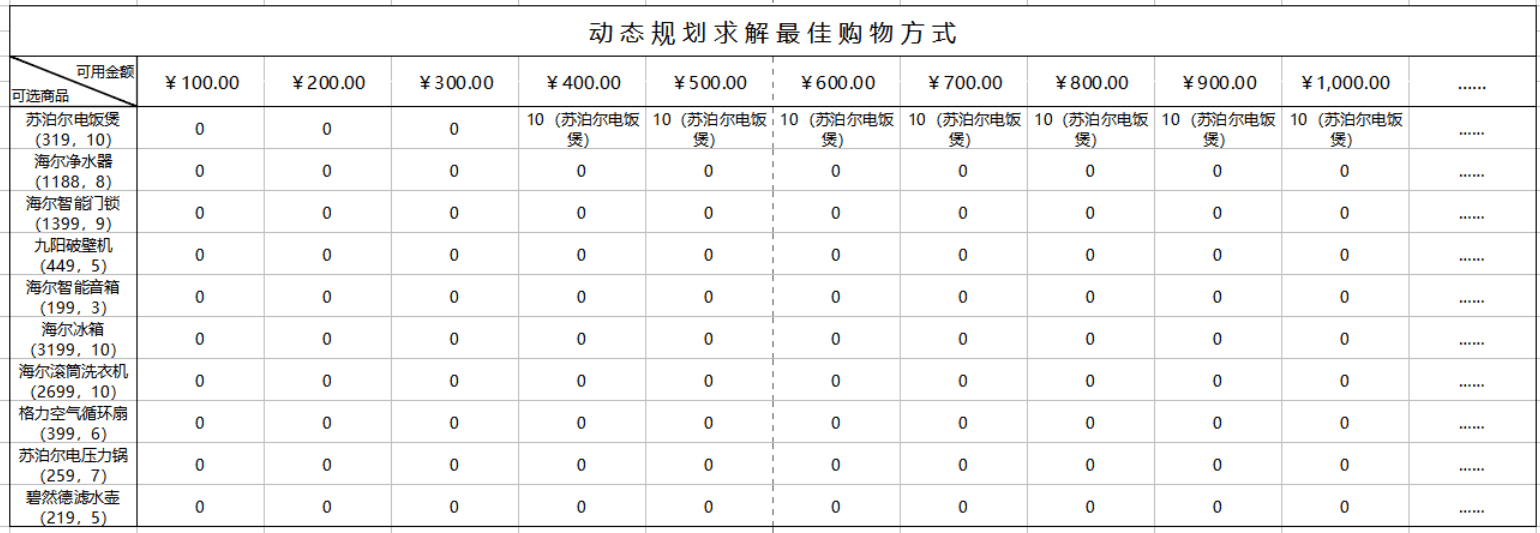 动态规划求解最佳购物方式
可用金额
可选商品
¥100.00 ¥200.00 ¥300.00 ¥400.00 ¥500.00 ¥600.00 ¥700.00 ¥800.00 ¥900.00 ¥1,000.00 ……
苏泊尔电饭煲
(319，10)
0 0 0 10（苏泊尔电饭煲） 10（苏泊尔电饭煲） 10（苏泊尔电饭煲） 10（苏泊尔电饭煲） 10（苏泊尔电饭煲） 10（苏泊尔电饭煲） 10（苏泊尔电饭煲） ……
海尔净水器
(1188，8)
0 0 0 0 0 0 0 0 0 0 ……
海尔智能门锁
(1399，9)
0 0 0 0 0 0 0 0 0 0 ……
九阳破壁机
(449，5)
0 0 0 0 0 0 0 0 0 0 ……
海尔智能音箱
(199，3)
0 0 0 0 0 0 0 0 0 0 ……
海尔冰箱
(3199，10)
0 0 0 0 0 0 0 0 0 0 ……
海尔滚筒洗衣机
(2699，10)
0 0 0 0 0 0 0 0 0 0 ……
格力空气循环扇
(399，6)
0 0 0 0 0 0 0 0 0 0 ……
苏泊尔电压力锅
(259，7)
0 0 0 0 0 0 0 0 0 0 ……
碧然德滤水壶
(219，5)
0 0 0 0 0 0 0 0 0 0 ……